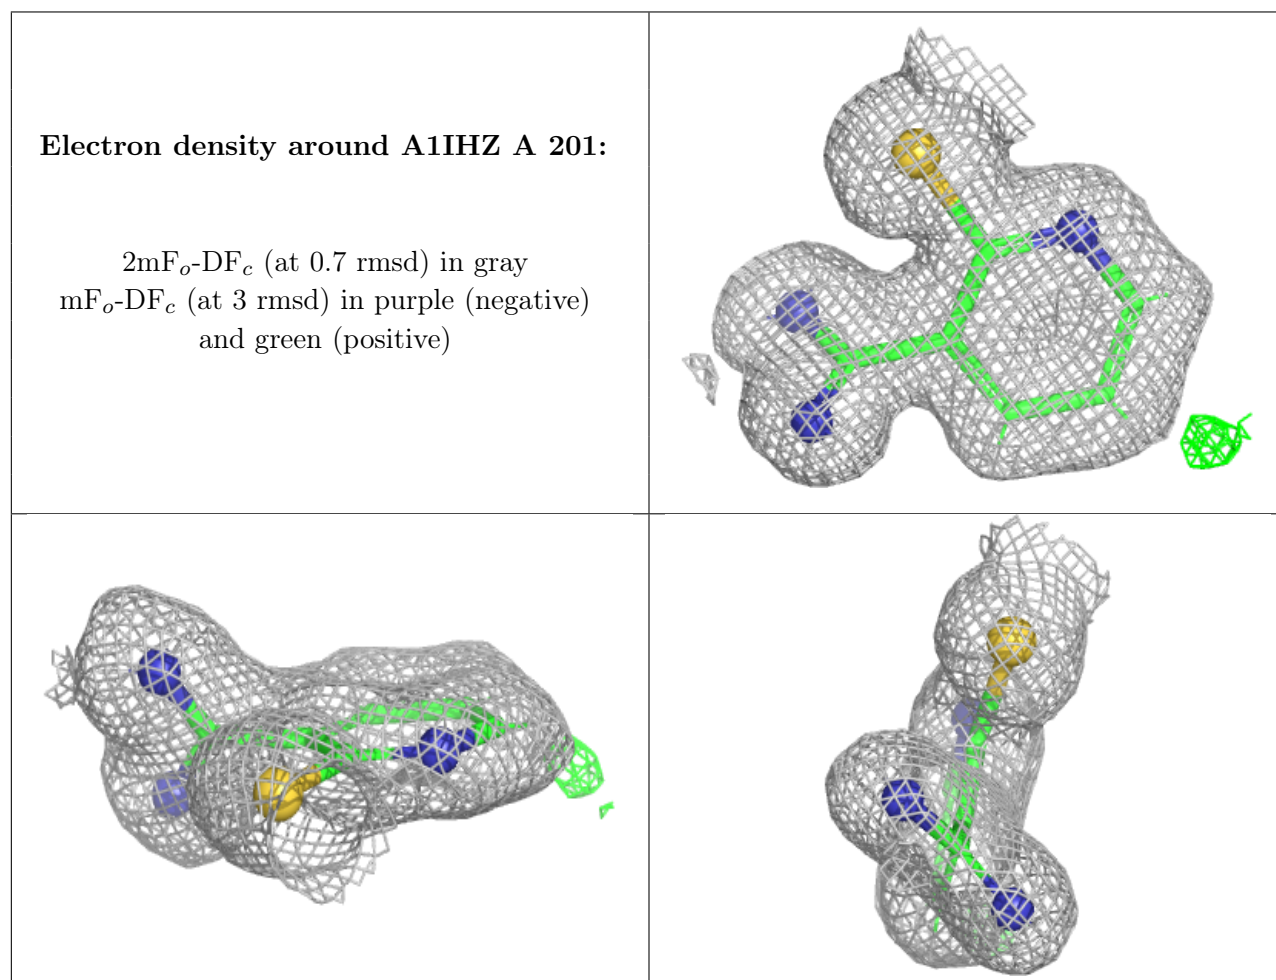 Electron density around A1IHZ A 201:
2mFₒ-DF𝒸 (at 0.7 rmsd) in gray
mFₒ-DF𝒸 (at 3 rmsd) in purple (negative)
and green (positive)